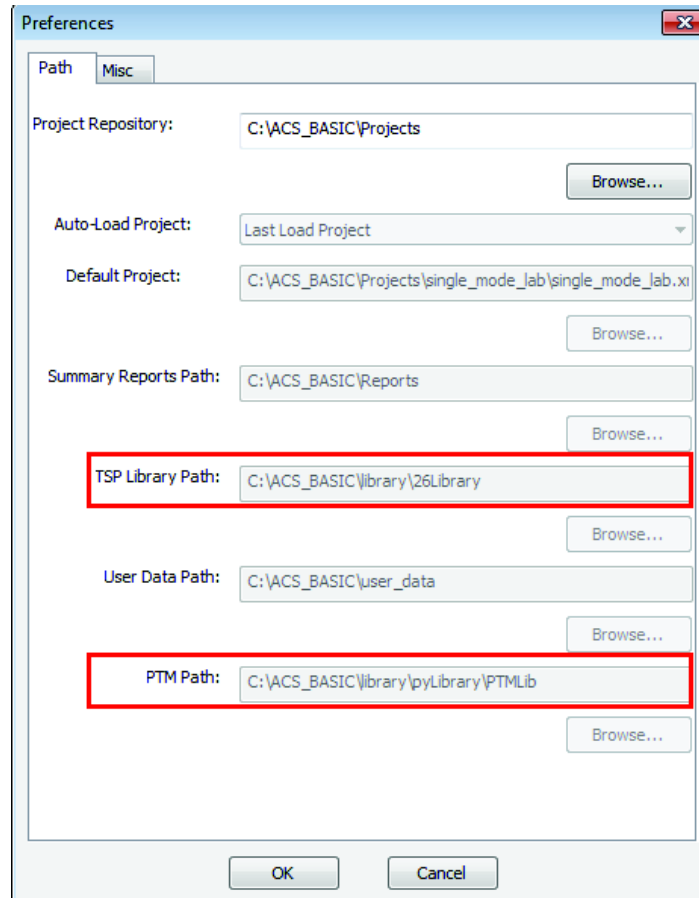 Preferences
Path Misc
Project Repository: C:\ACS_BASIC\Projects
Browse...
Auto-Load Project: Last Load Project
Default Project: C:\ACS_BASIC\Projects\single_mode_lab\single_mode_lab.x
Browse...
Summary Reports Path: C:\ACS_BASIC\Reports
Browse...
TSP Library Path: C:\ACS_BASIC\library\26Library
Browse...
User Data Path: C:\ACS_BASIC\user_data
Browse...
PTM Path: C:\ACS_BASIC\library\pyLibrary\PTMLib
Browse...
OK Cancel